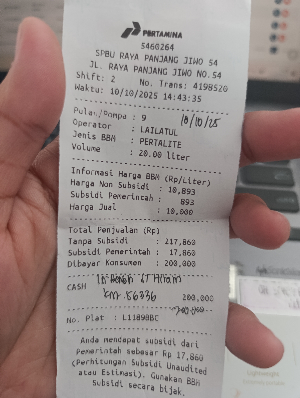 PERTAMINA
5460264
SPBU RAYA PANJANG JIWO 54
JL. RAYA PANJANG JIWO NO.54
Shift: 2 No. Trans: 4198520
Waktu: 10/10/2025 14:43:35
Pulau/Pompa : 9
10/10/25
Operator : LAILATUL
Jenis BBM : PERTALITE
Volume : 20.00 liter
Informasi Harga BBM (Rp/Liter)
Harga Non Subsidi : 10,893
Subsidi Pemerintah : 893
Harga Jual : 10,000
Total Penjualan (Rp)
Tanpa Subsidi : 217,860
Subsidi Pemerintah : 17,860
Dibayar Konsumen : 200,000
CASH 200,000
56336
No. Plat : L1189BBC
Anda mendapat subsidi dari
Pemerintah sebesar Rp 17,860
(Perhitungan Subsidi Unaudited
atau Estimasi). Gunakan BBM
Subsidi secara bijak.